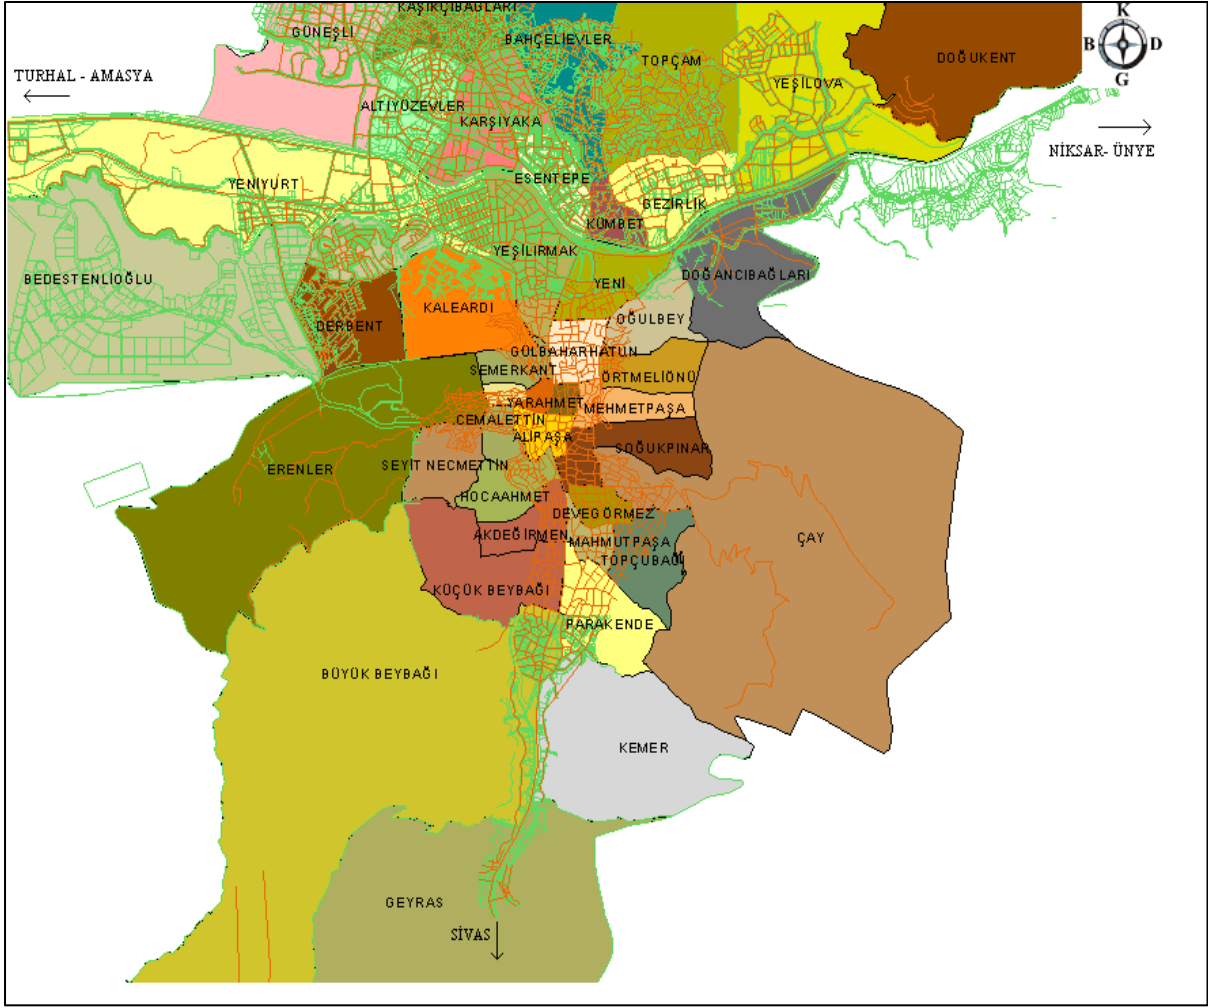 KAŞIKÇIBAĞLARI
K
GÜNEŞLİ
BAHÇELİEVLER
B
D
TOPÇAM
DOĞUKENT
TURHAL - AMASYA
G
YEŞİLOVA
ALTIYÜZEVLER
KARŞIYAKA
NİKSAR- ÜNYE
YENİYURT
ESENTEPE
GEZİRLİK
KÜMBET
YEŞİLIRMAK
BEDESTENLİOĞLU
DOĞANCIBAĞLARI
YENİ
KALEARDI
OĞULBEY
DERBENT
GÜLBAHARHATUN
SEMERKANT
ÖRTMELİÖNÜ
YARAHMET
MEHMETPAŞA
CEMALETTİN
ALİPAŞA
SOĞUKPINAR
SEYİT NECMETTİN
ERENLER
HOCAAHMET
DEVEGÖRMEZ
AKDEĞİRMEN
MAHMUTPAŞA
ÇAY
TOPÇUBAĞI
KÜÇÜK BEYBAĞI
PARAKENDE
BÜYÜK BEYBAĞI
KEMER
GEYRAS
SİVAS